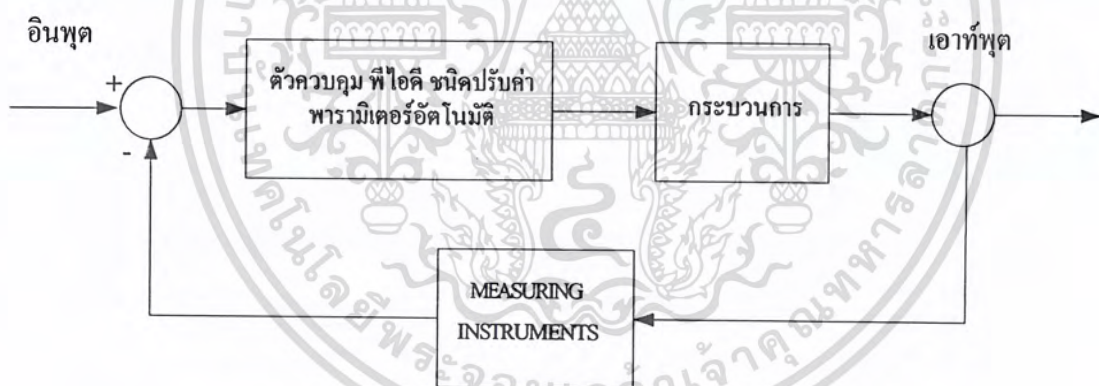 อินพุต
เอาท์พุต
+
ตัวควบคุม พีไอดี ชนิดปรับค่า
พารามิเตอร์อัตโนมัติ
กระบวนการ
-
MEASURING
INSTRUMENTS